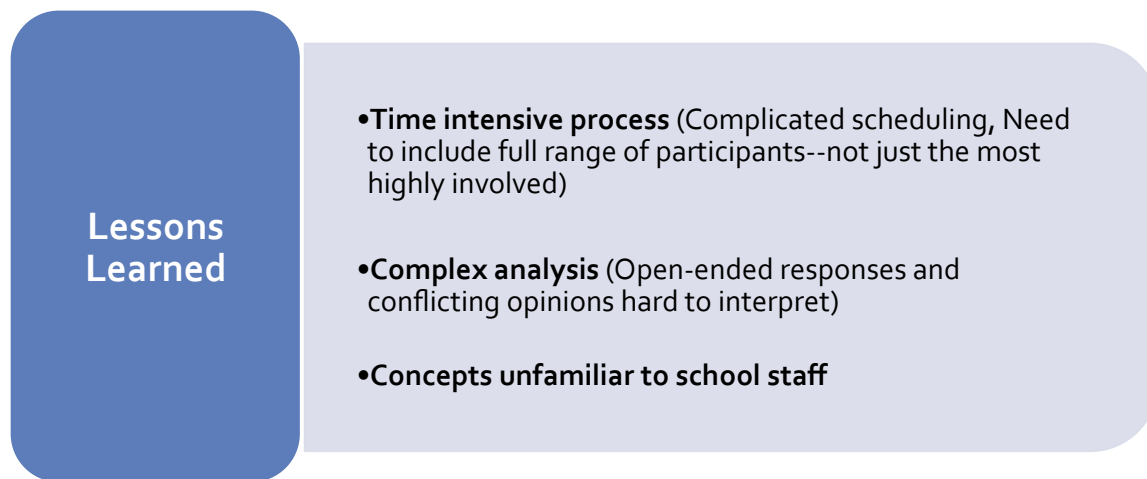 Lessons
Learned
•Time intensive process (Complicated scheduling, Need
to include full range of participants--not just the most
highly involved)
•Complex analysis (Open-ended responses and
conflicting opinions hard to interpret)
•Concepts unfamiliar to school staff